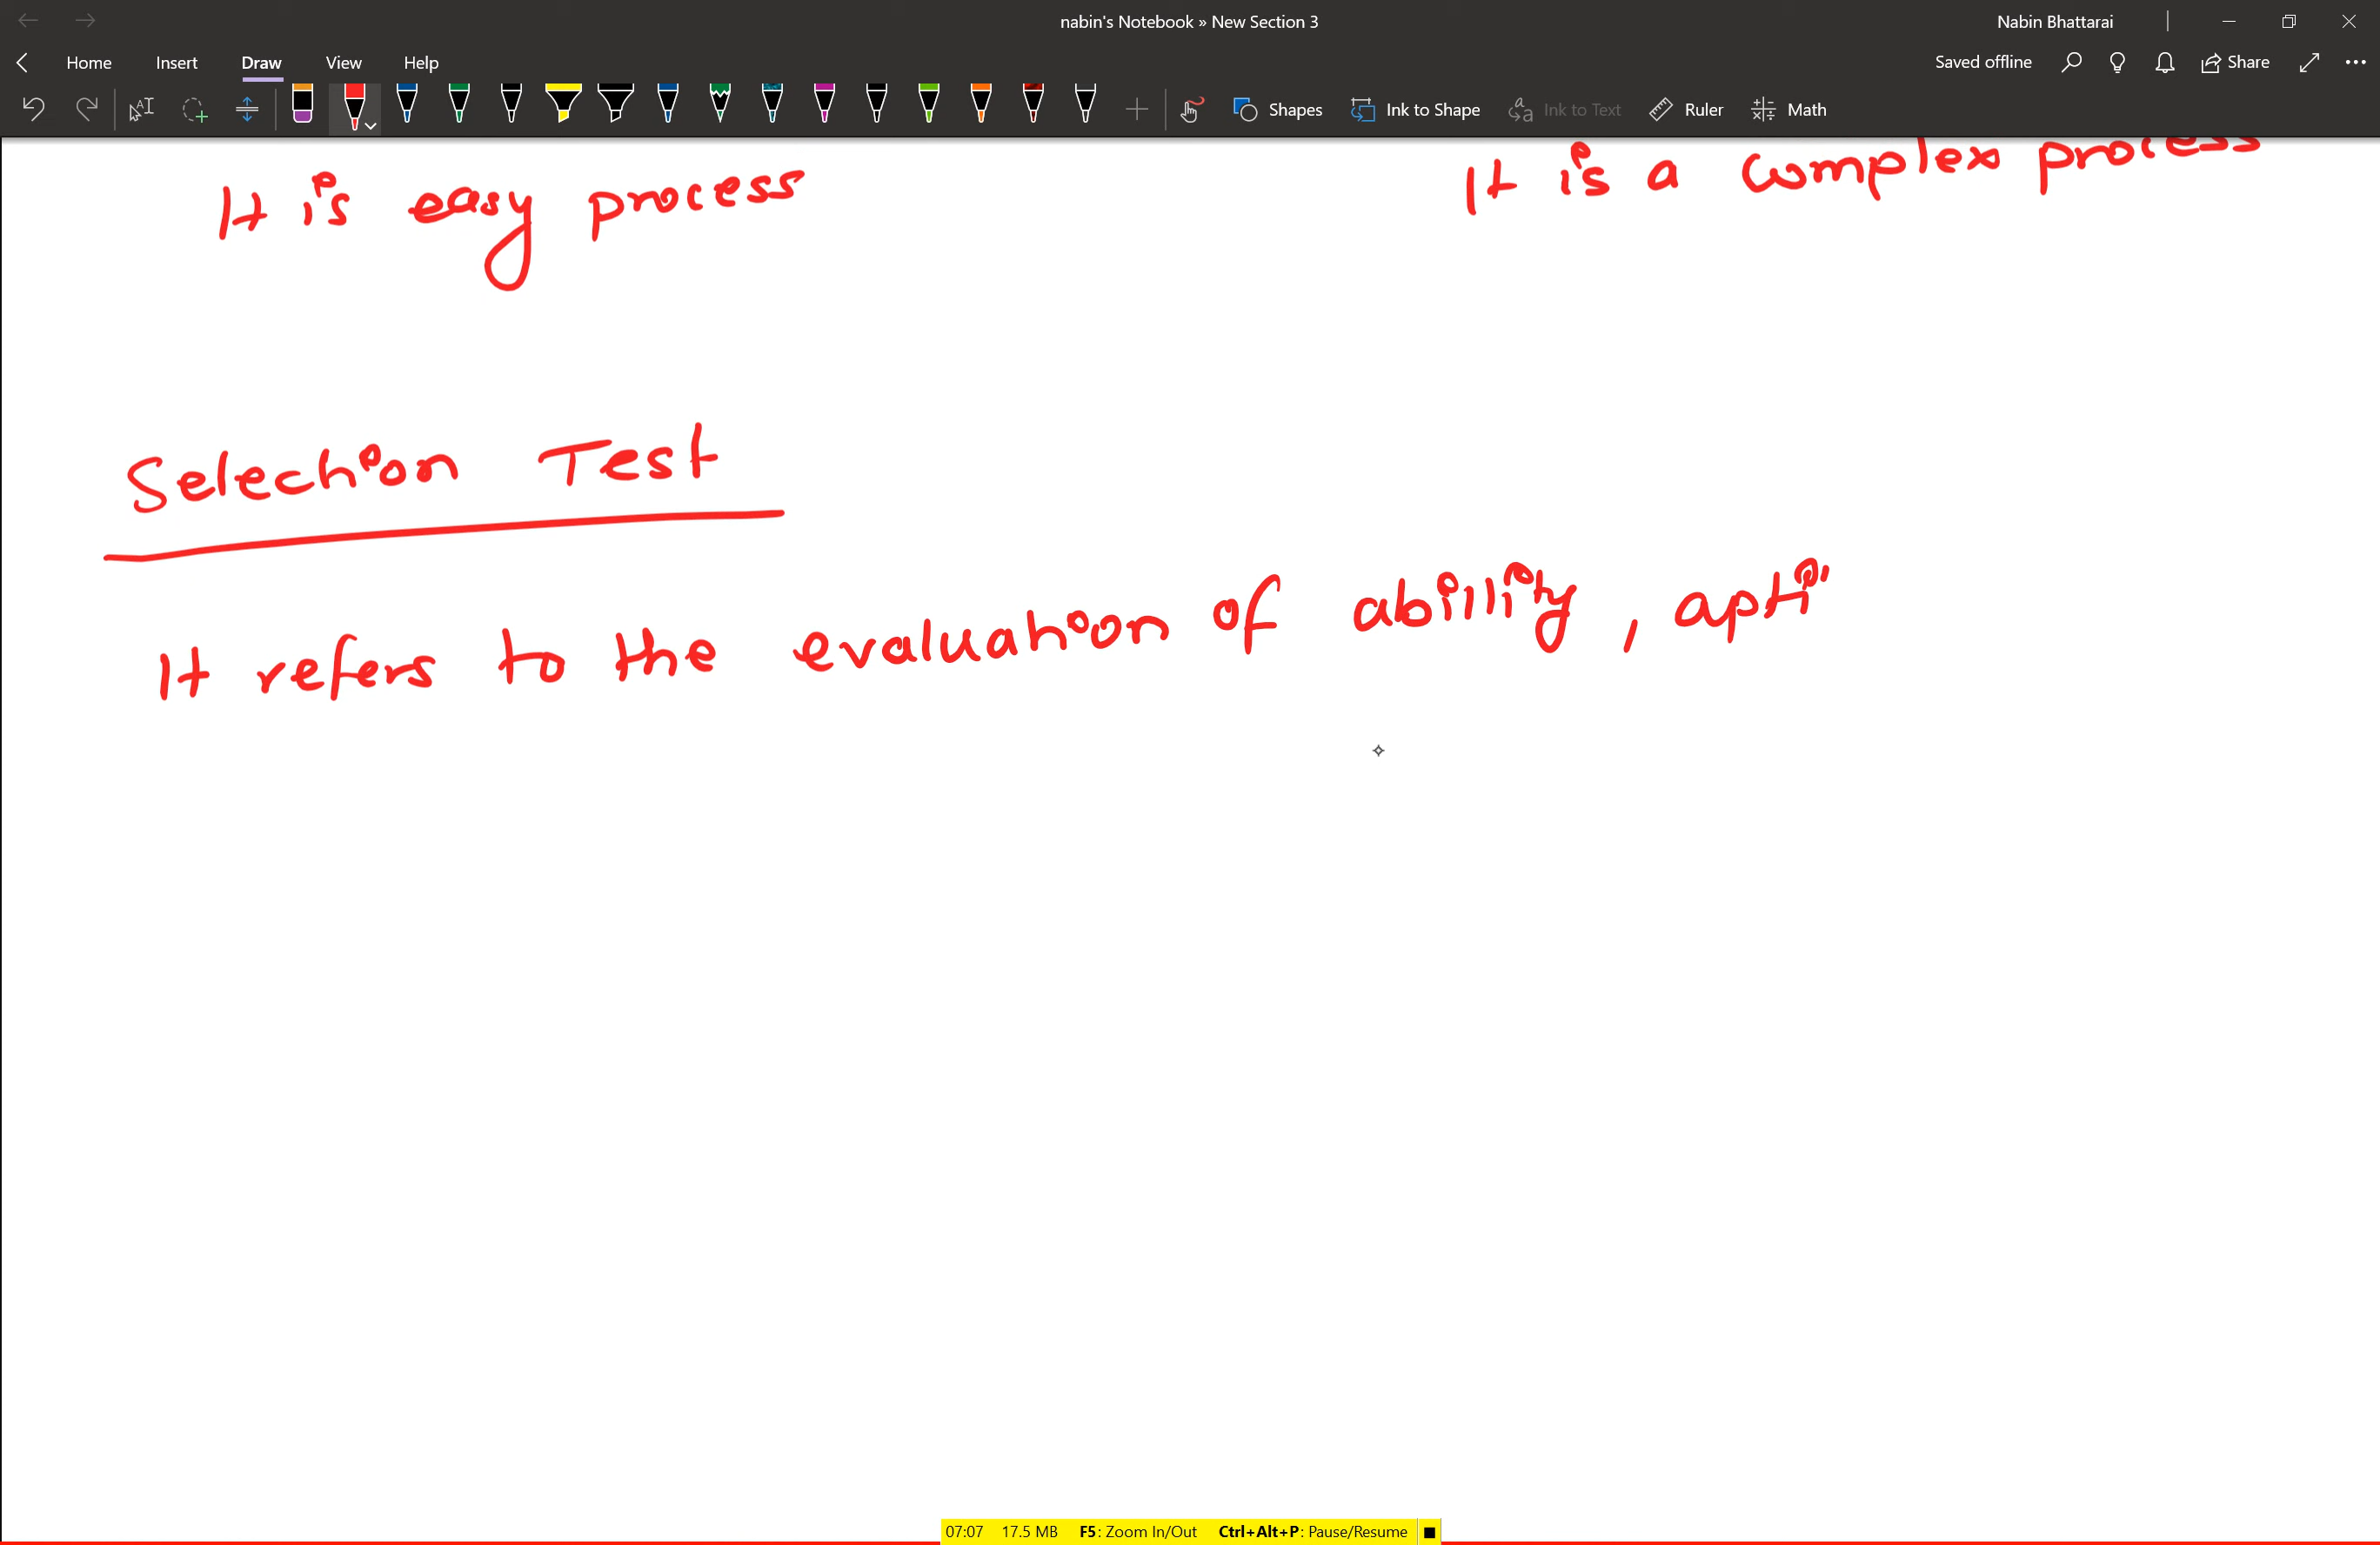 nabin's Notebook » New Section 3
Nabin Bhattarai
Home Insert Draw View Help
Saved offline
Share
Shapes Ink to Shape Ink to Text Ruler Math
It is easy process
It is a complex process
Selection Test
It refers to the evaluation of abillity, apti
07:07 17.5 MB F5: Zoom In/Out Ctrl+Alt+P: Pause/Resume